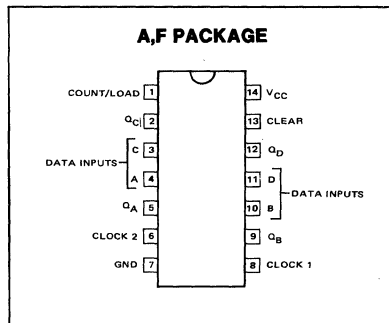 A,F PACKAGE
COUNT/LOAD 1 14 VCC
QC 2 13 CLEAR
C 3 12 QD
DATA INPUTS
A 4 11 D
DATA INPUTS
QA 5 10 B
CLOCK 2 6 9 QB
GND 7 8 CLOCK 1